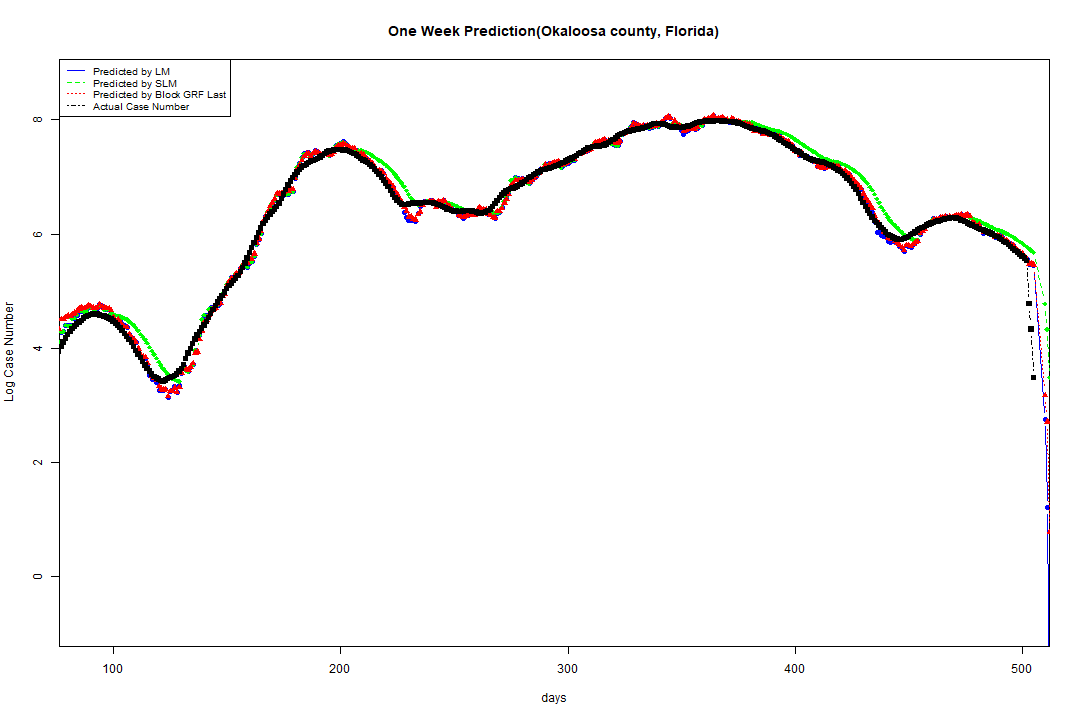 One Week Prediction(Okaloosa county, Florida)
Predicted by LM
Predicted by SLM
Predicted by Block GRF Last
Actual Case Number
Log Case Number
8
6
4
2
0
100 200 300 400 500
days